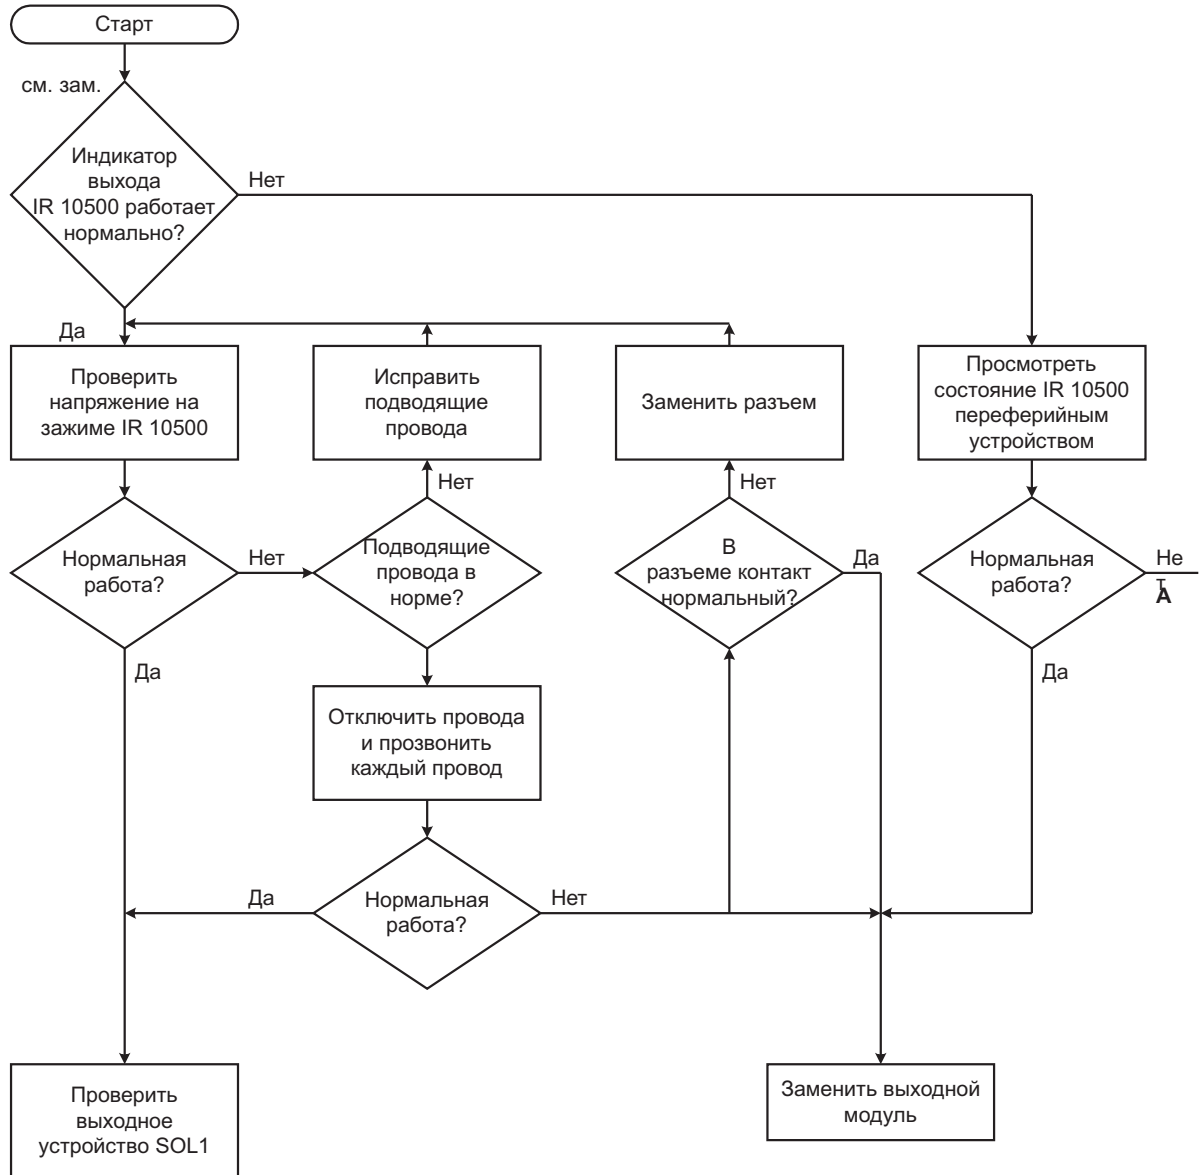 Старт
см. зам.
Индикатор
выхода
IR 10500 работает
нормально?
Нет
Да
Проверить
напряжение на
зажиме IR 10500
Исправить
подводящие
провода
Заменить разъем
Просмотреть
состояние IR 10500
переферийным
устройством
Нет
Нет
Нормальная
работа?
Нет
Подводящие
провода в
норме?
В
разъеме контакт
нормальный?
Да
Нормальная
работа?
Не
т
А
Да
Да
Отключить провода
и прозвонить
каждый провод
Да
Нормальная
работа?
Нет
Проверить
выходное
устройство SOL1
Заменить выходной
модуль